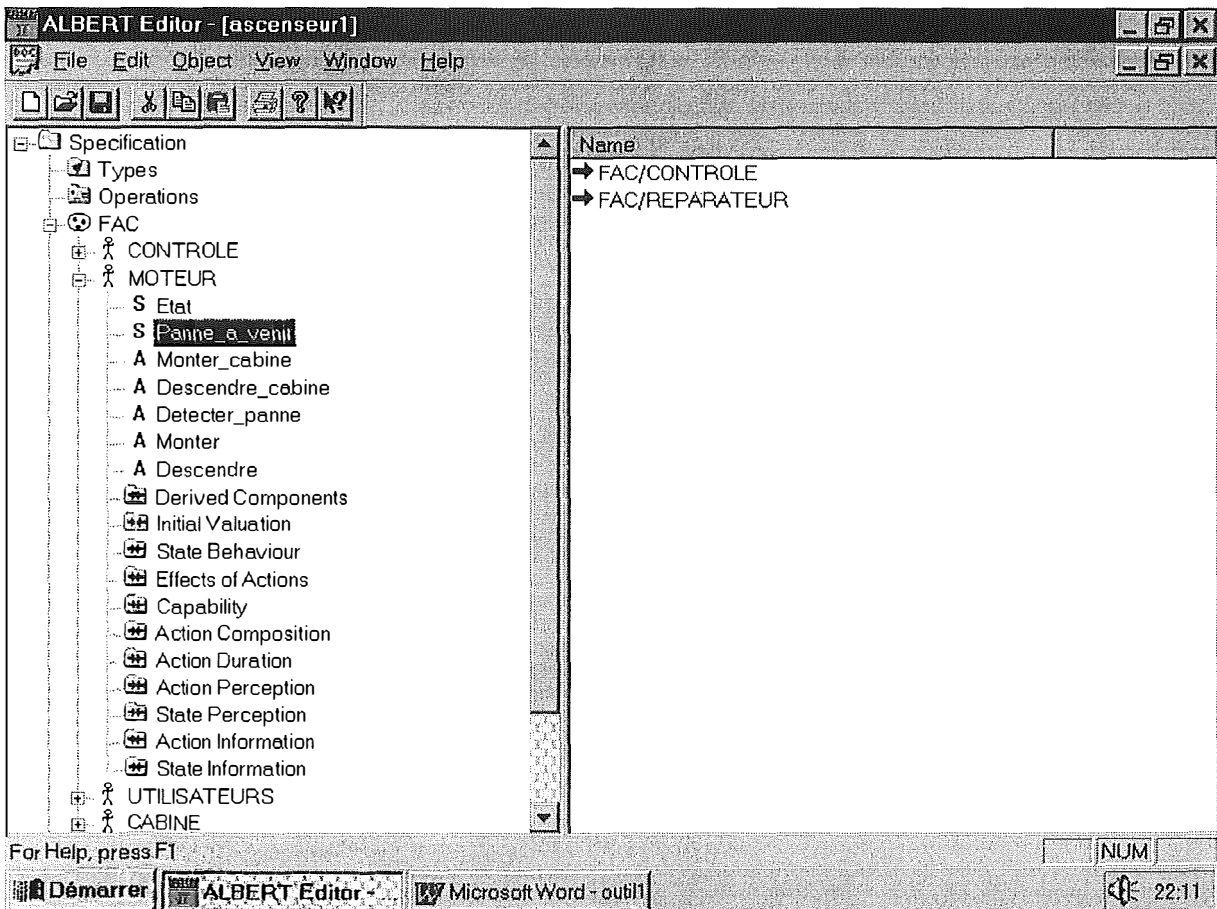 ALBERT Editor - [ascenseur1]
File Edit Object View Window Help
Specification
Types
Operations
FAC
CONTROLE
MOTEUR
S Etat
S Panne_a_venir
A Monter_cabine
A Descendre_cabine
A Detecter_panne
A Monter
A Descendre
Derived Components
Initial Valuation
State Behaviour
Effects of Actions
Capability
Action Composition
Action Duration
Action Perception
State Perception
Action Information
State Information
UTILISATEURS
CABINE
Name
FAC/CONTROLE
FAC/REPARATEUR
For Help, press F1
NUM
Démarrer
ALBERT Editor - ...
Microsoft Word - outil1
22:11